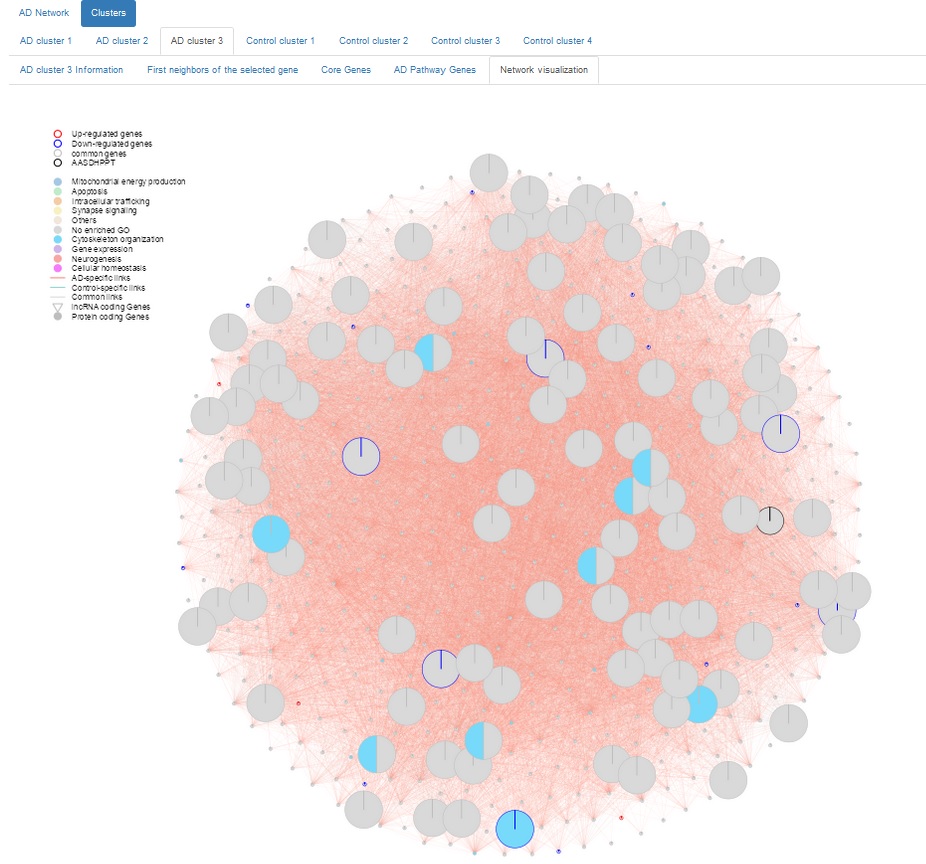 AD Network Clusters
AD cluster 1 AD cluster 2 AD cluster 3 Control cluster 1 Control cluster 2 Control cluster 3 Control cluster 4
AD cluster 3 Information First neighbors of the selected gene Core Genes AD Pathway Genes Network visualization
Up-regulated genes
Down-regulated genes
common genes
AASDHPPT
Mitochondrial energy production
Apoptosis
Intracellular trafficking
Synapse signaling
Others
No enriched GO
Cytoskeleton organization
Gene expression
Neurogenesis
Cellular homeostasis
AD-specific links
Control-specific links
Common links
lncRNA coding Genes
Protein coding Genes